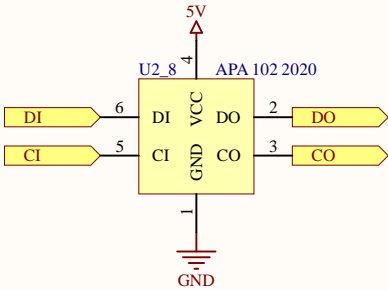 5V
4
U2_8 APA 102 2020
DI 6 DI VCC DO 2 DO
CI 5 CI GND CO 3 CO
1
GND